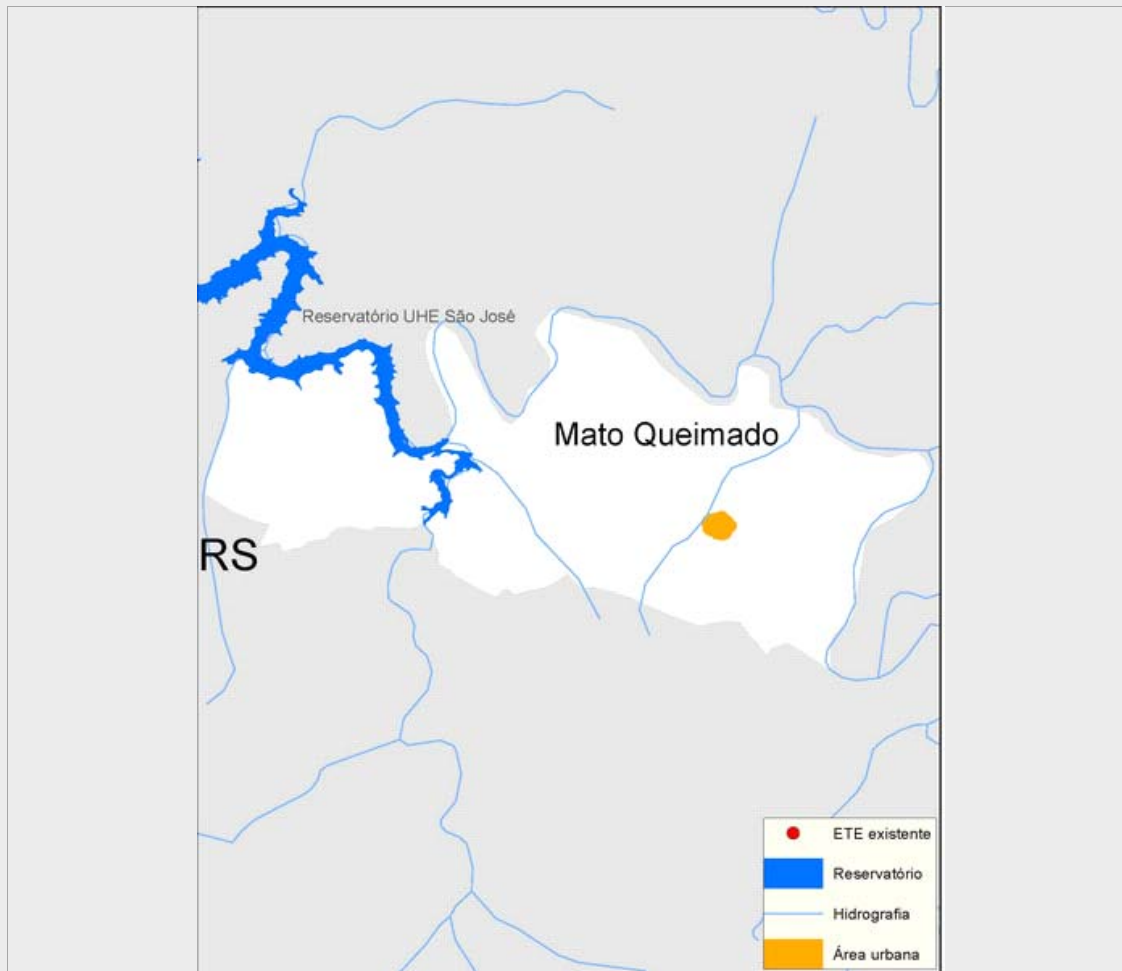 Reservatório UHE São José
Mato Queimado
RS
ETE existente
Reservatório
Hidrografia
Área urbana